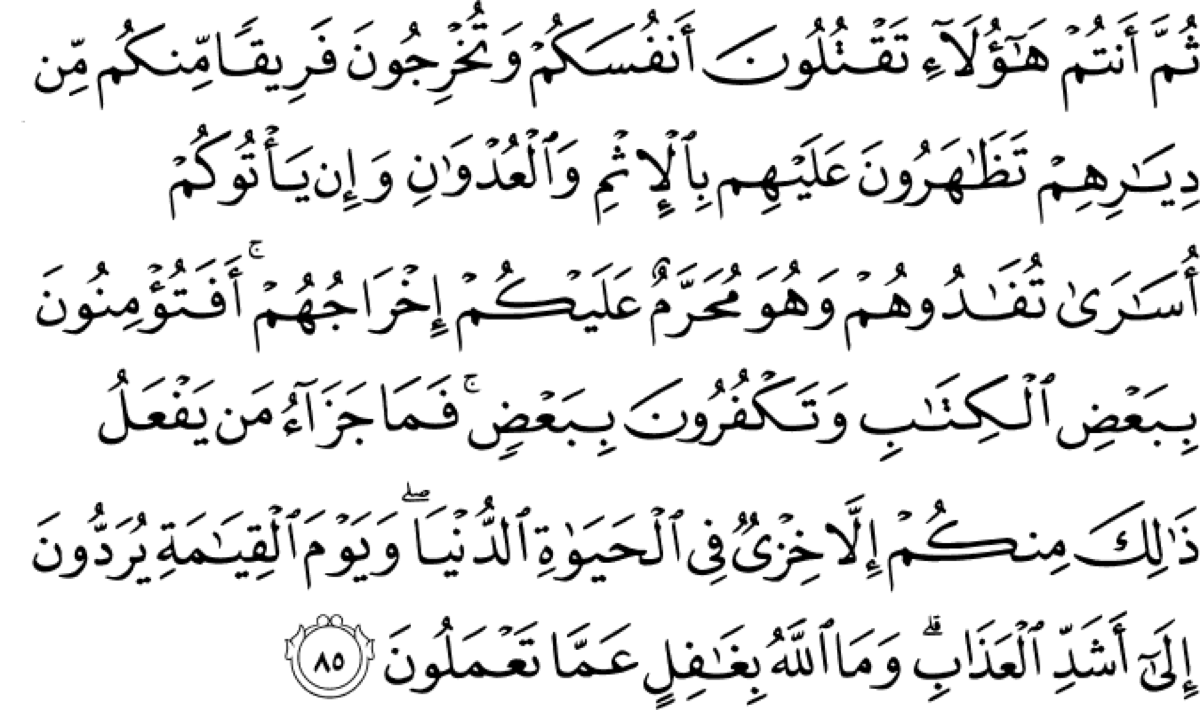 ثُمَّ أَنتُمْ هَـٰٓؤُلَآءِ تَقْتُلُونَ أَنفُسَكُمْ وَتُخْرِجُونَ فَرِيقًا مِّنكُم مِّن
دِيَـٰرِهِمْ تَظَـٰهَرُونَ عَلَيْهِم بِٱلْإِثْمِ وَٱلْعُدْوَٰنِ وَإِن يَأْتُوكُمْ
أُسَـٰرَىٰ تُفَـٰدُوهُمْ وَهُوَ مُحَرَّمٌ عَلَيْكُمْ إِخْرَاجُهُمْ ۚ أَفَتُؤْمِنُونَ
بِبَعْضِ ٱلْكِتَـٰبِ وَتَكْفُرُونَ بِبَعْضٍ ۚ فَمَا جَزَآءُ مَن يَفْعَلُ
ذَٰلِكَ مِنكُمْ إِلَّا خِزْىٌ فِى ٱلْحَيَوٰةِ ٱلدُّنْيَا ۖ وَيَوْمَ ٱلْقِيَـٰمَةِ يُرَدُّونَ
إِلَىٰٓ أَشَدِّ ٱلْعَذَابِ ۗ وَمَا ٱللَّهُ بِغَـٰفِلٍ عَمَّا تَعْمَلُونَ ٨٥